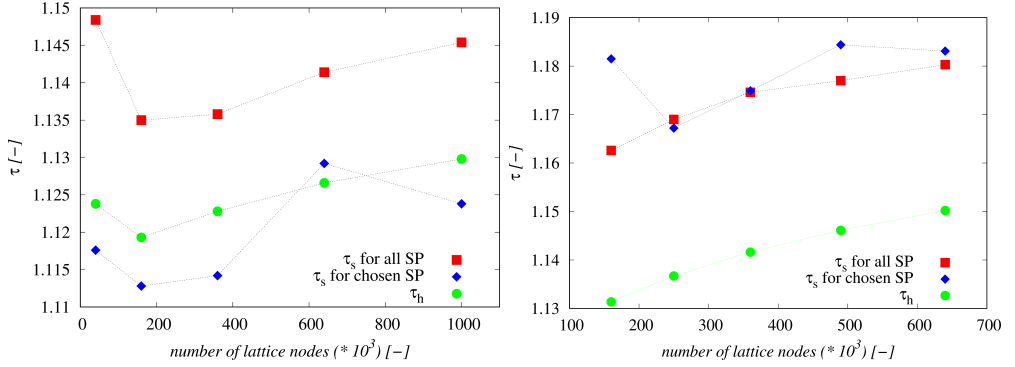 1.15
1.145
1.14
1.135
1.13
1.125
1.12
1.115
1.11
τ [−]
0
200
400
600
800
1000
number of lattice nodes (* 10³) [−]
τs for all SP
τs for chosen SP
τh
1.19
1.18
1.17
1.16
1.15
1.14
1.13
τ [−]
100
200
300
400
500
600
700
number of lattice nodes (* 10³) [−]
τs for all SP
τs for chosen SP
τh